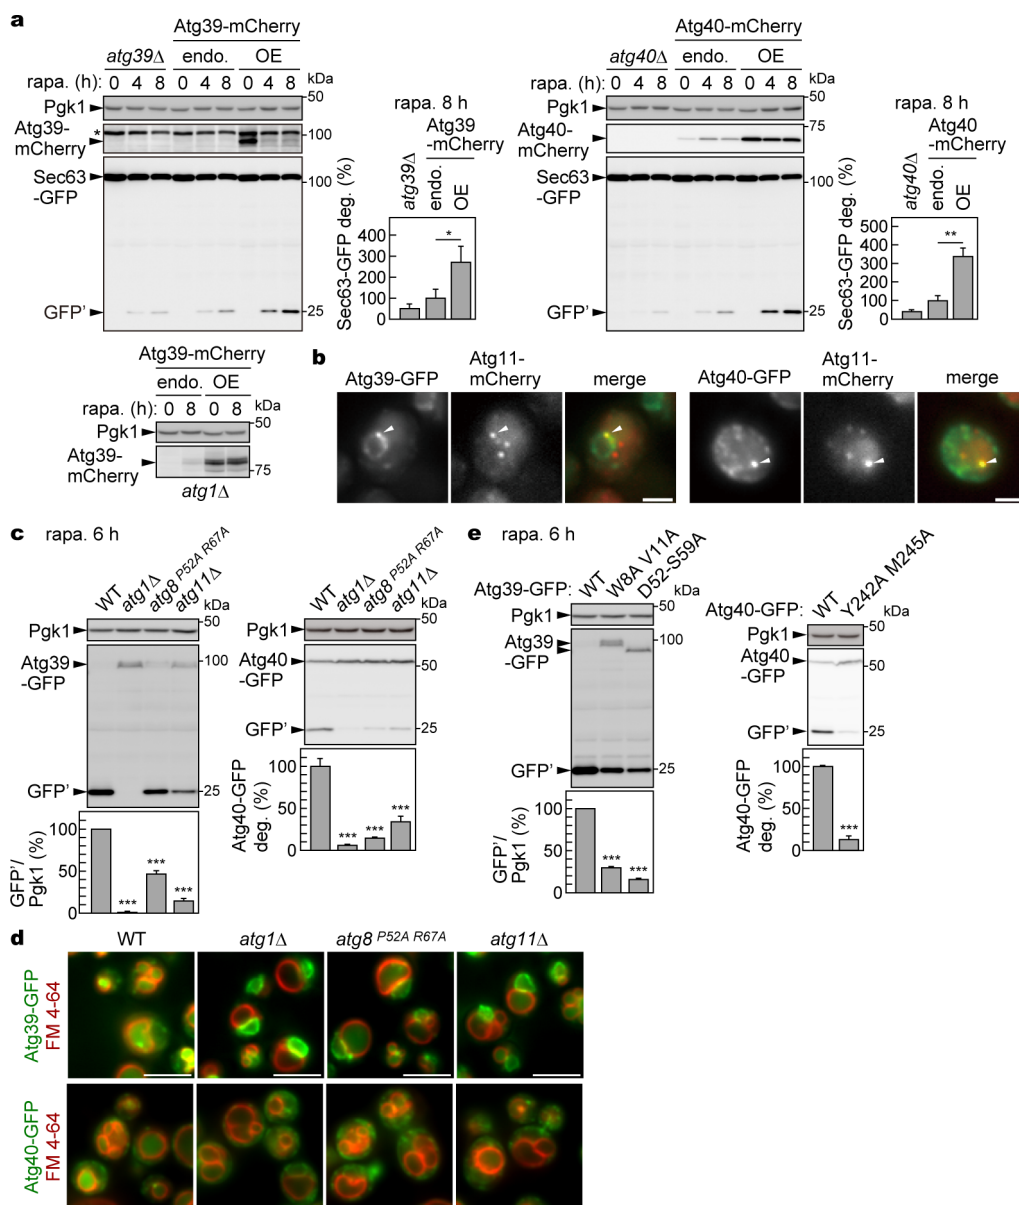 a
Atg39-mCherry
atg39Δ endo. OE
rapa. (h): 0 4 8 0 4 8 0 4 8 kDa
Pgk1 50
* Atg39-mCherry 100
Sec63-GFP 100
GFP' 25
rapa. 8 h
Atg39-mCherry
atg39Δ endo. OE
Sec63-GFP deg. (%)
400
300
200
100
0
*
Atg40-mCherry
atg40Δ endo. OE
rapa. (h): 0 4 8 0 4 8 0 4 8 kDa
Pgk1 50
Atg40-mCherry 75
Sec63-GFP 100
GFP' 25
rapa. 8 h
Atg40-mCherry
atg40Δ endo. OE
Sec63-GFP deg. (%)
500
400
300
200
100
0
**
Atg39-mCherry
endo. OE
rapa. (h): 0 8 0 8 kDa
Pgk1 50
Atg39-mCherry 75
atg1Δ
b
Atg39-GFP Atg11-mCherry merge Atg40-GFP Atg11-mCherry merge
c rapa. 6 h
WT atg1Δ atg8 P52A R67A atg11Δ kDa
Pgk1 50
Atg39-GFP 100
GFP' 25
GFP'/Pgk1 (%)
100
50
0
*** *** ***
WT atg1Δ atg8 P52A R67A atg11Δ kDa
Pgk1 50
Atg40-GFP 50
GFP' 25
Atg40-GFP deg. (%)
100
50
0
*** *** ***
e rapa. 6 h
Atg39-GFP: WT W8A V11A D52-S59A kDa
Pgk1 50
Atg39-GFP 100
GFP' 25
GFP'/Pgk1 (%)
100
50
0
*** ***
Atg40-GFP: WT Y242A M245A kDa
Pgk1
Atg40-GFP 50
GFP' 25
Atg40-GFP deg. (%)
100
50
0
***
d
WT atg1Δ atg8 P52A R67A atg11Δ
Atg39-GFP
FM 4-64
Atg40-GFP
FM 4-64